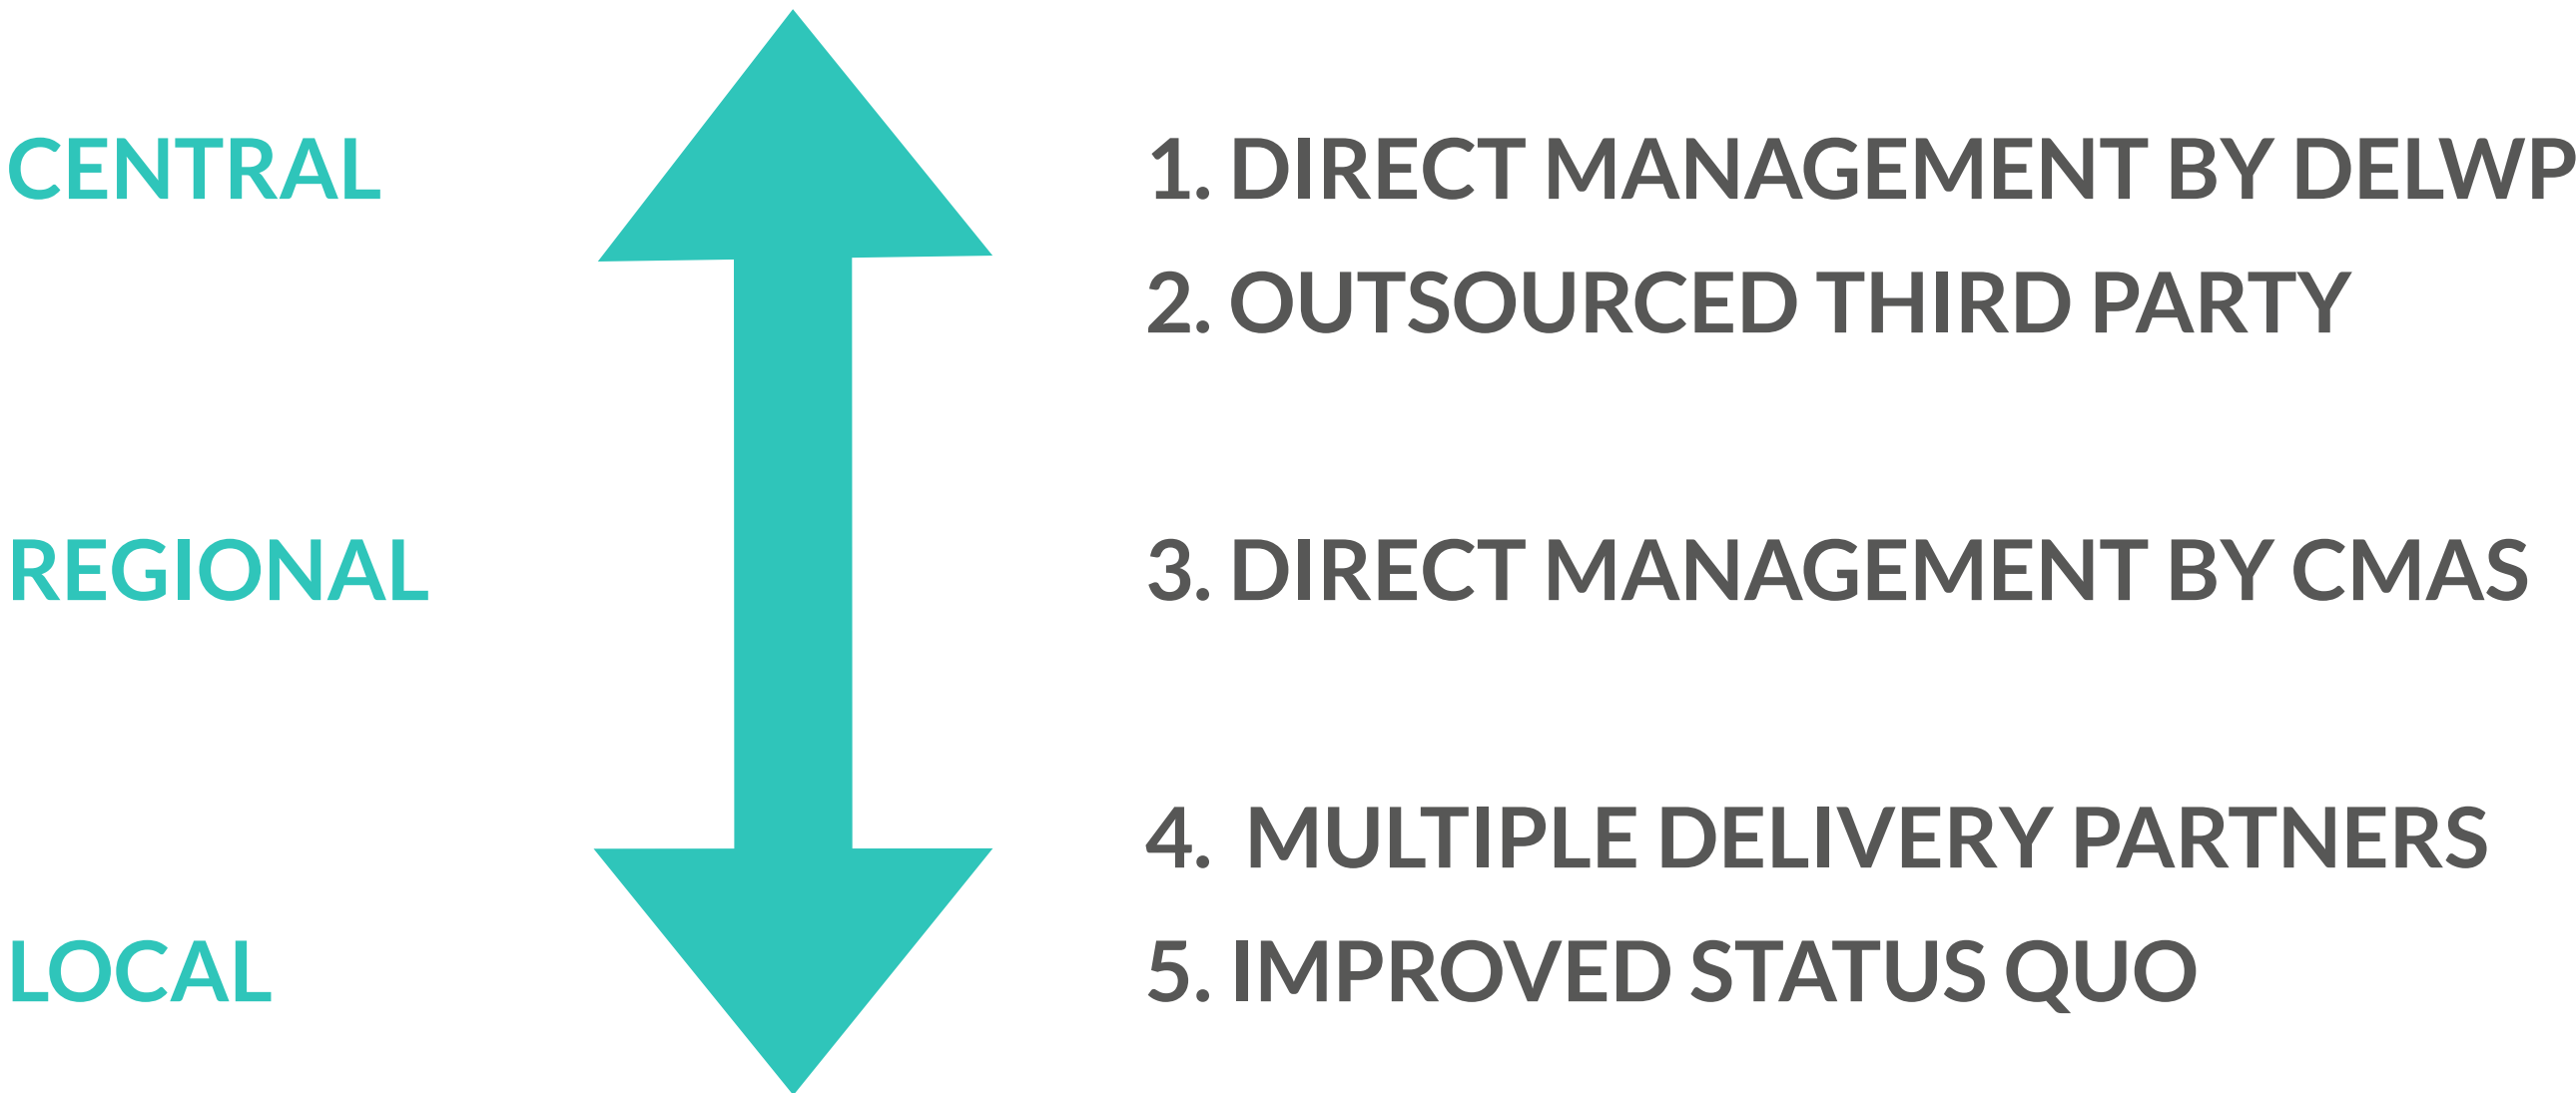 CENTRAL
1. DIRECT MANAGEMENT BY DELWP
2. OUTSOURCED THIRD PARTY
REGIONAL
3. DIRECT MANAGEMENT BY CMAS
4. MULTIPLE DELIVERY PARTNERS
LOCAL
5. IMPROVED STATUS QUO